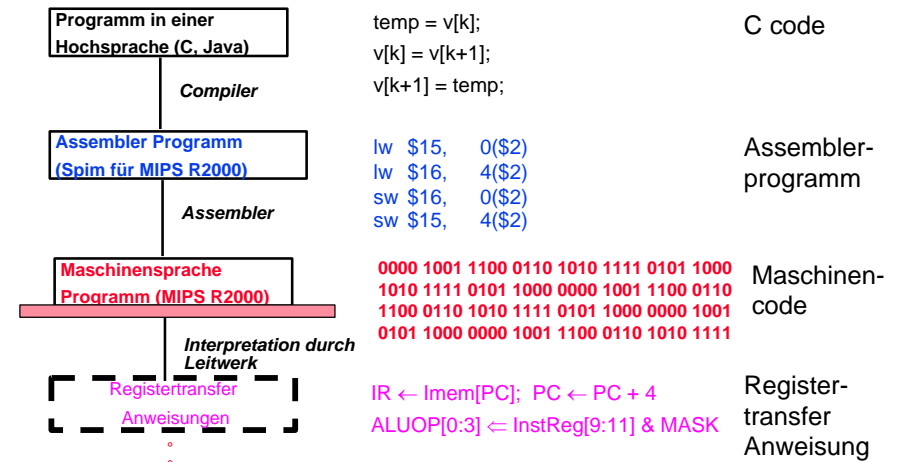 Programm in einer
Hochsprache (C, Java)
temp = v[k];
v[k] = v[k+1];
v[k+1] = temp;
C code
Compiler
Assembler Programm
(Spim für MIPS R2000)
lw $15, 0($2)
lw $16, 4($2)
sw $16, 0($2)
sw $15, 4($2)
Assembler-
programm
Assembler
Maschinensprache
Programm (MIPS R2000)
0000 1001 1100 0110 1010 1111 0101 1000
1010 1111 0101 1000 0000 1001 1100 0110
1100 0110 1010 1111 0101 1000 0000 1001
0101 1000 0000 1001 1100 0110 1010 1111
Maschinen-
code
Interpretation durch
Leitwerk
Registertransfer
Anweisungen
IR ← Imem[PC]; PC ← PC + 4
ALUOP[0:3] ⇐ InstReg[9:11] & MASK
Register-
transfer
Anweisung